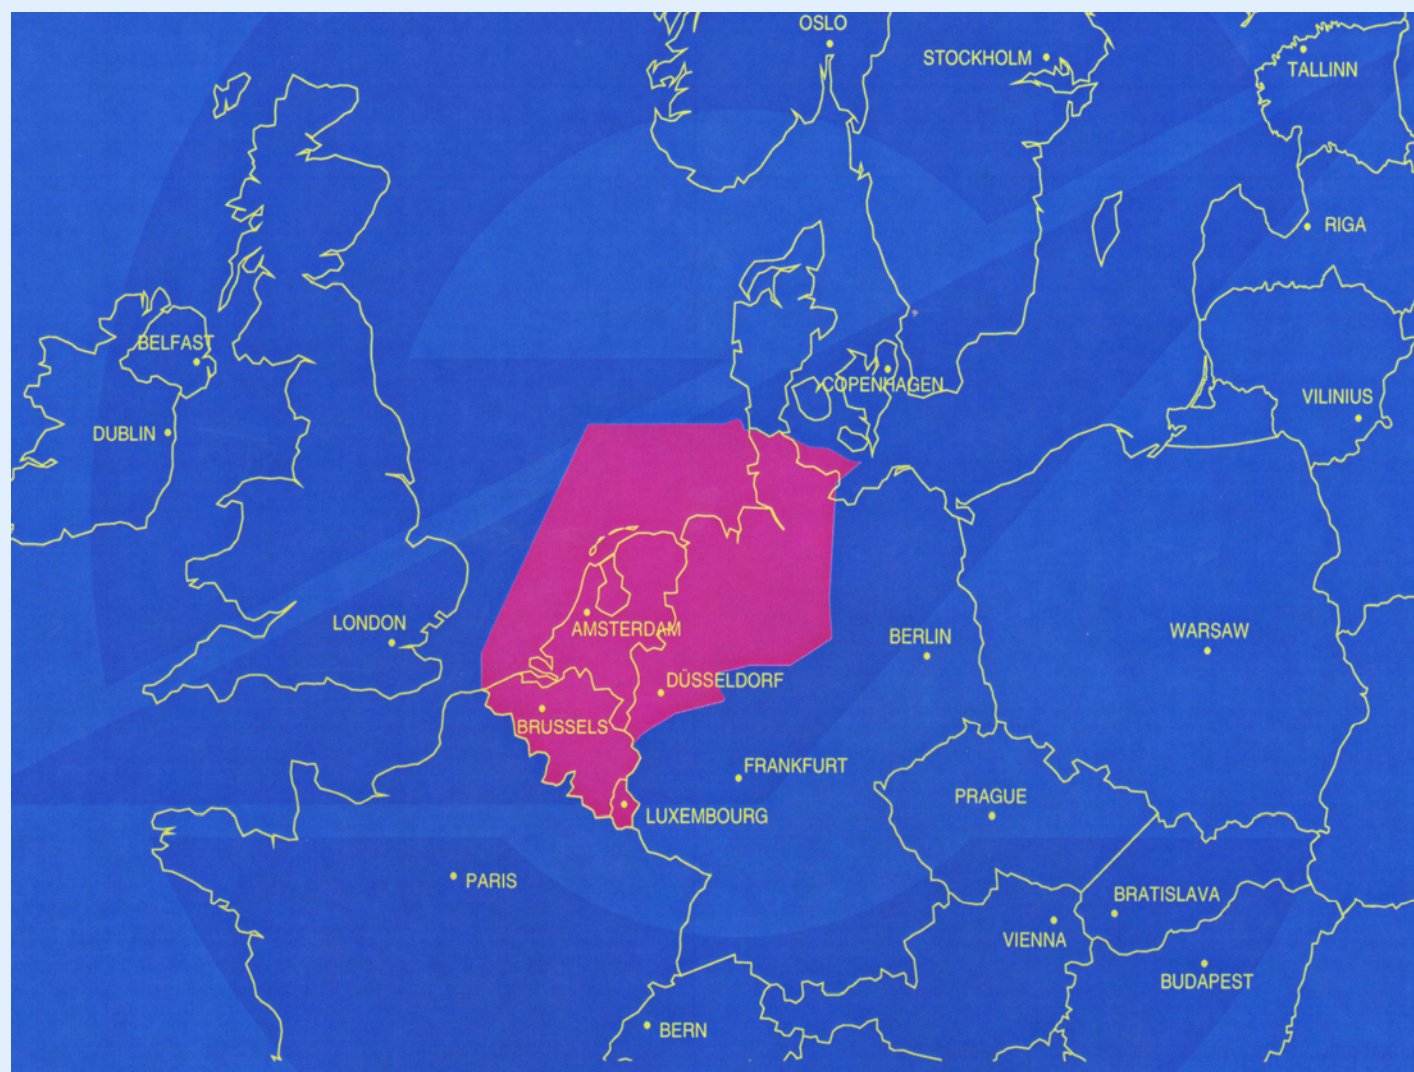 OSLO
STOCKHOLM
TALLINN
RIGA
BELFAST
COPENHAGEN
VILINIUS
DUBLIN
LONDON
AMSTERDAM
BERLIN
WARSAW
DÜSSELDORF
BRUSSELS
FRANKFURT
PRAGUE
LUXEMBOURG
PARIS
BRATISLAVA
VIENNA
BUDAPEST
BERN